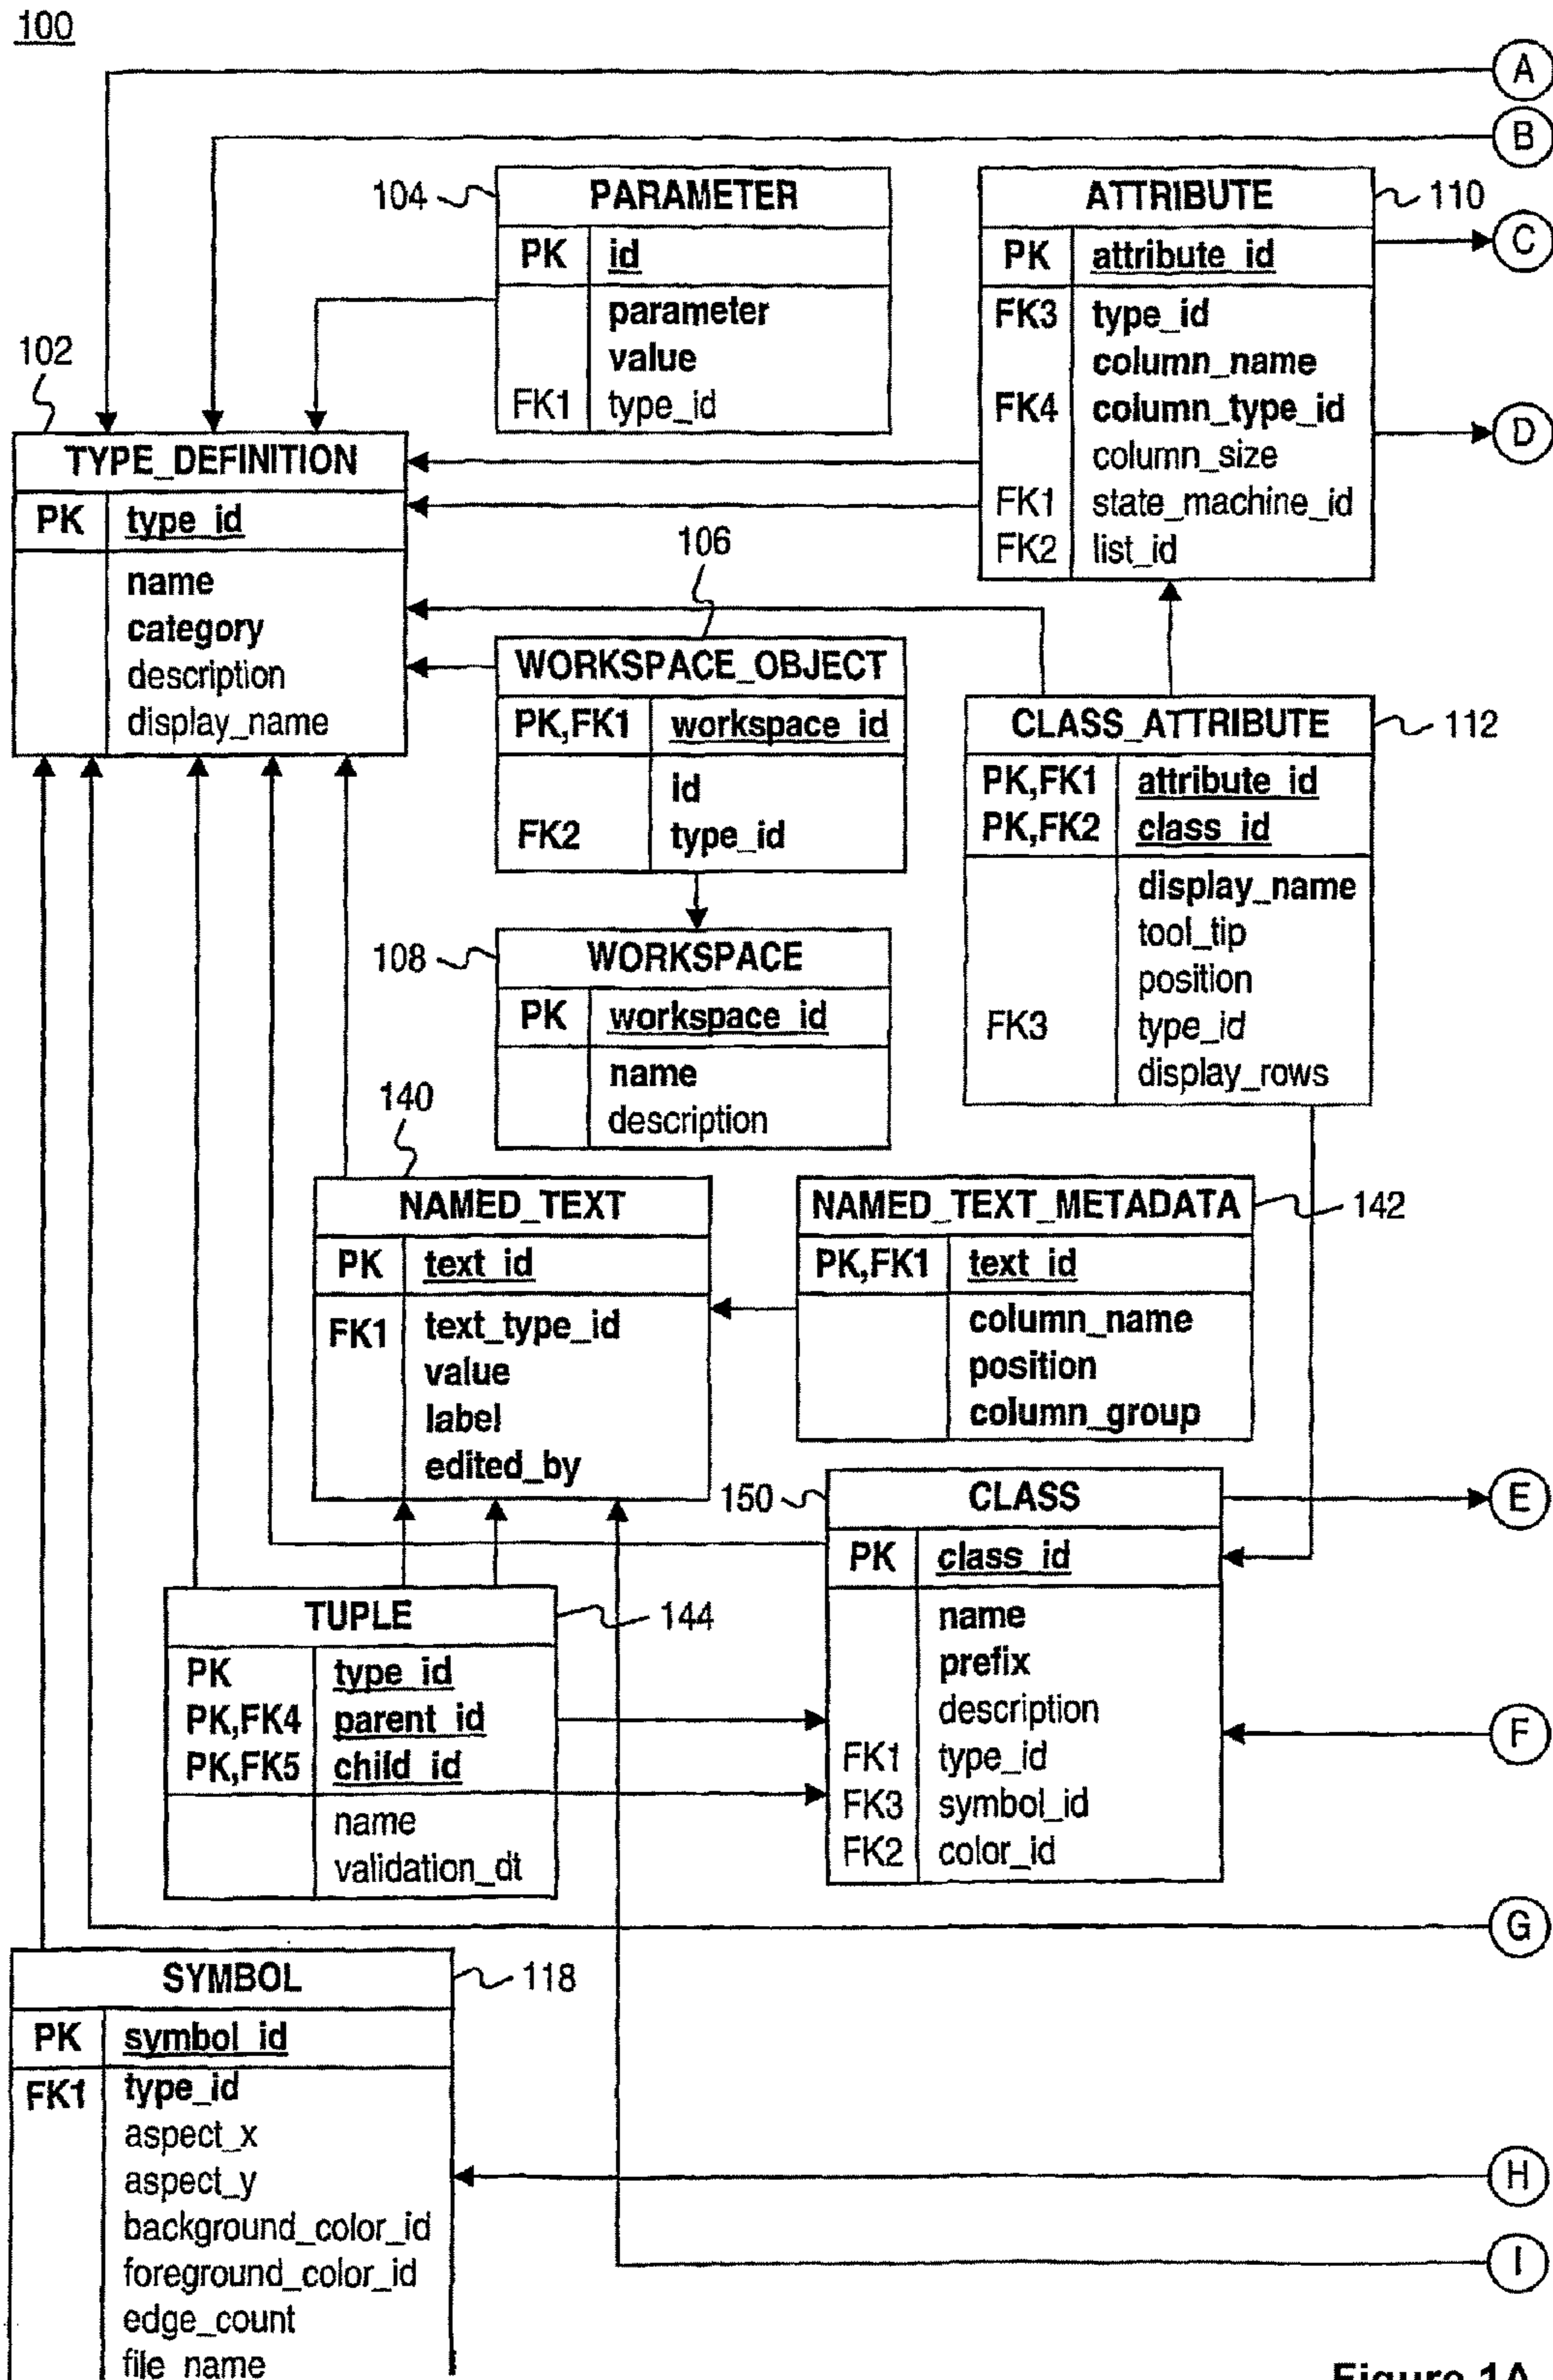 100
A
B
104
PARAMETER
PK id
parameter
value
FK1 type_id
ATTRIBUTE
110
PK attribute_id
FK3 type_id
column_name
FK4 column_type_id
column_size
FK1 state_machine_id
FK2 list_id
C
D
102
TYPE_DEFINITION
PK type_id
name
category
description
display_name
106
WORKSPACE_OBJECT
PK,FK1 workspace_id
id
FK2 type_id
CLASS_ATTRIBUTE
112
PK,FK1 attribute_id
PK,FK2 class_id
display_name
tool_tip
position
FK3 type_id
display_rows
108
WORKSPACE
PK workspace_id
name
description
140
NAMED_TEXT
PK text_id
FK1 text_type_id
value
label
edited_by
NAMED_TEXT_METADATA
142
PK,FK1 text_id
column_name
position
column_group
150
CLASS
PK class_id
name
prefix
description
FK1 type_id
FK3 symbol_id
FK2 color_id
E
F
TUPLE
144
PK type_id
PK,FK4 parent_id
PK,FK5 child_id
name
validation_dt
G
SYMBOL
118
PK symbol_id
FK1 type_id
aspect_x
aspect_y
background_color_id
foreground_color_id
edge_count
file_name
H
I
Figure 1A